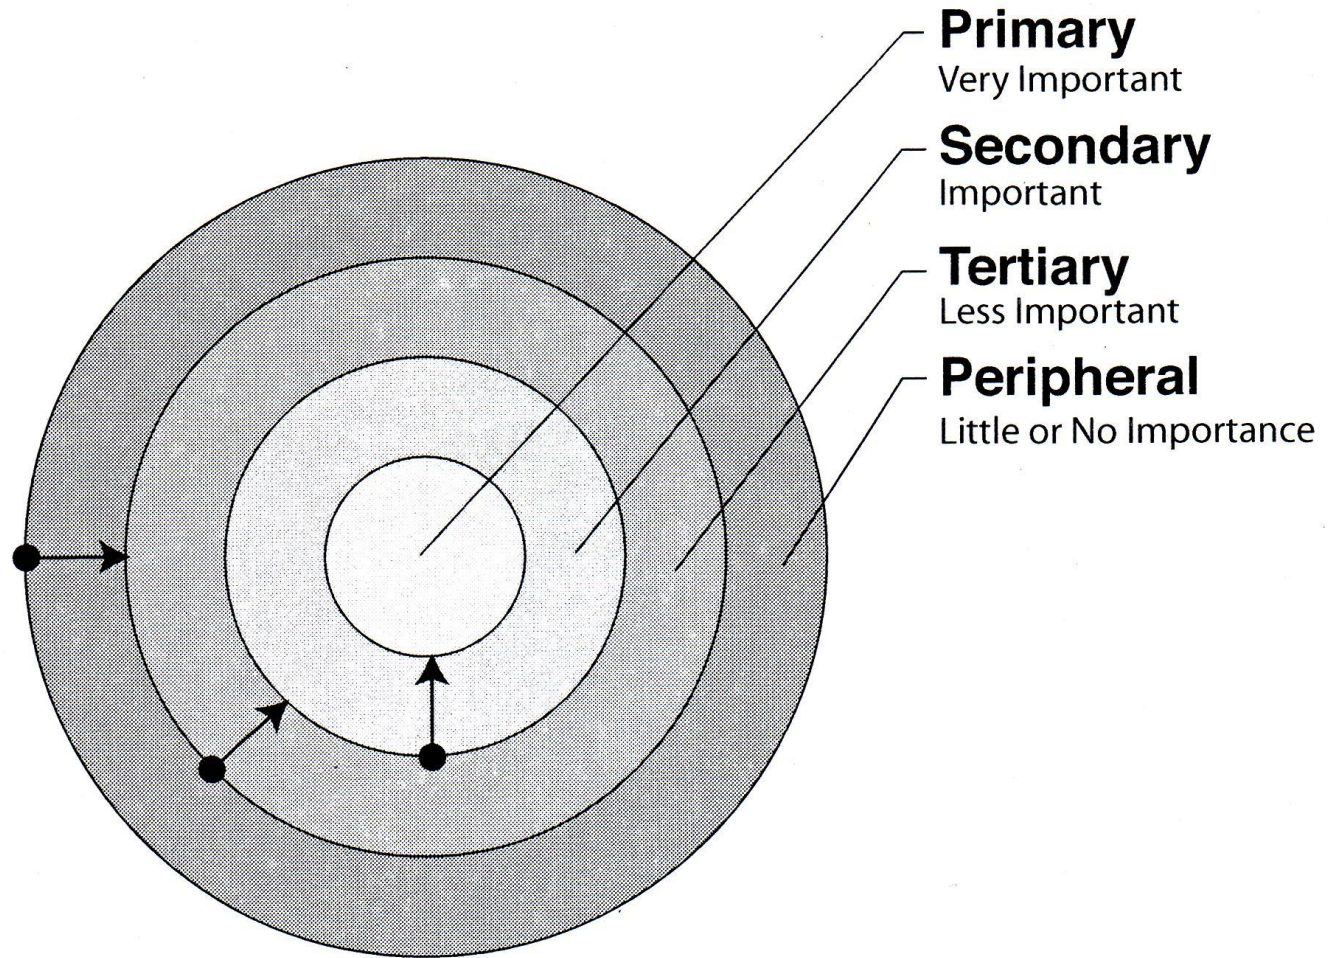 Primary
Very Important
Secondary
Important
Tertiary
Less Important
Peripheral
Little or No Importance